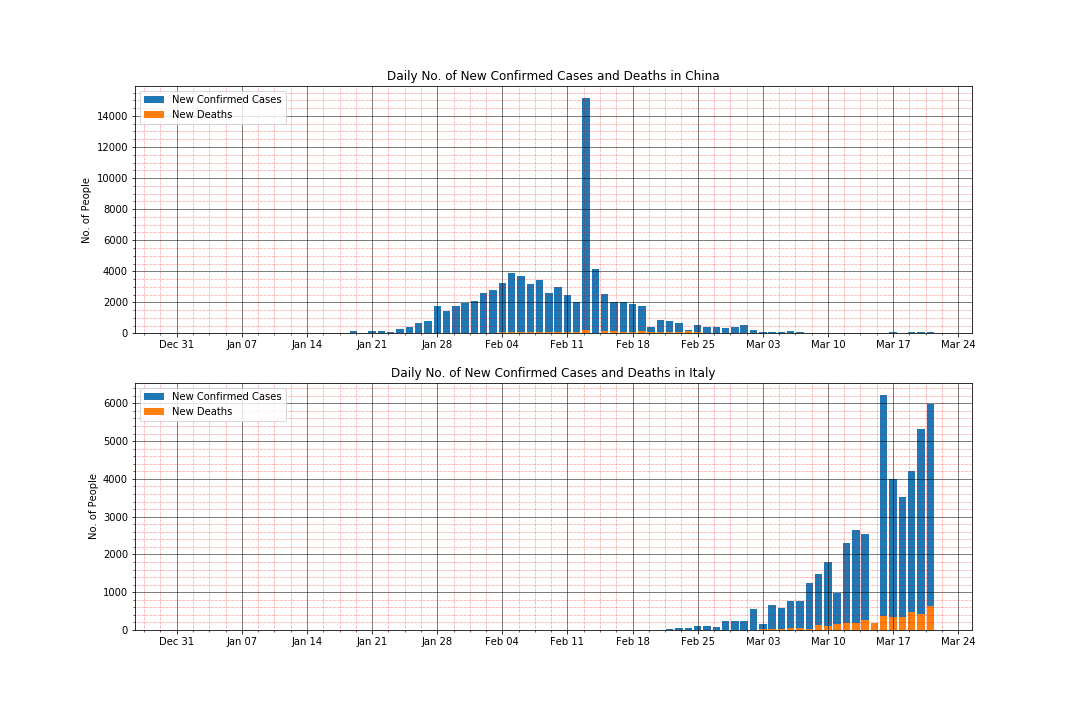 Daily No. of New Confirmed Cases and Deaths in China
New Confirmed Cases
New Deaths
14000
12000
10000
8000
6000
4000
2000
0
No. of People
Dec 31 Jan 07 Jan 14 Jan 21 Jan 28 Feb 04 Feb 11 Feb 18 Feb 25 Mar 03 Mar 10 Mar 17 Mar 24
Daily No. of New Confirmed Cases and Deaths in Italy
New Confirmed Cases
New Deaths
6000
5000
4000
3000
2000
1000
0
No. of People
Dec 31 Jan 07 Jan 14 Jan 21 Jan 28 Feb 04 Feb 11 Feb 18 Feb 25 Mar 03 Mar 10 Mar 17 Mar 24